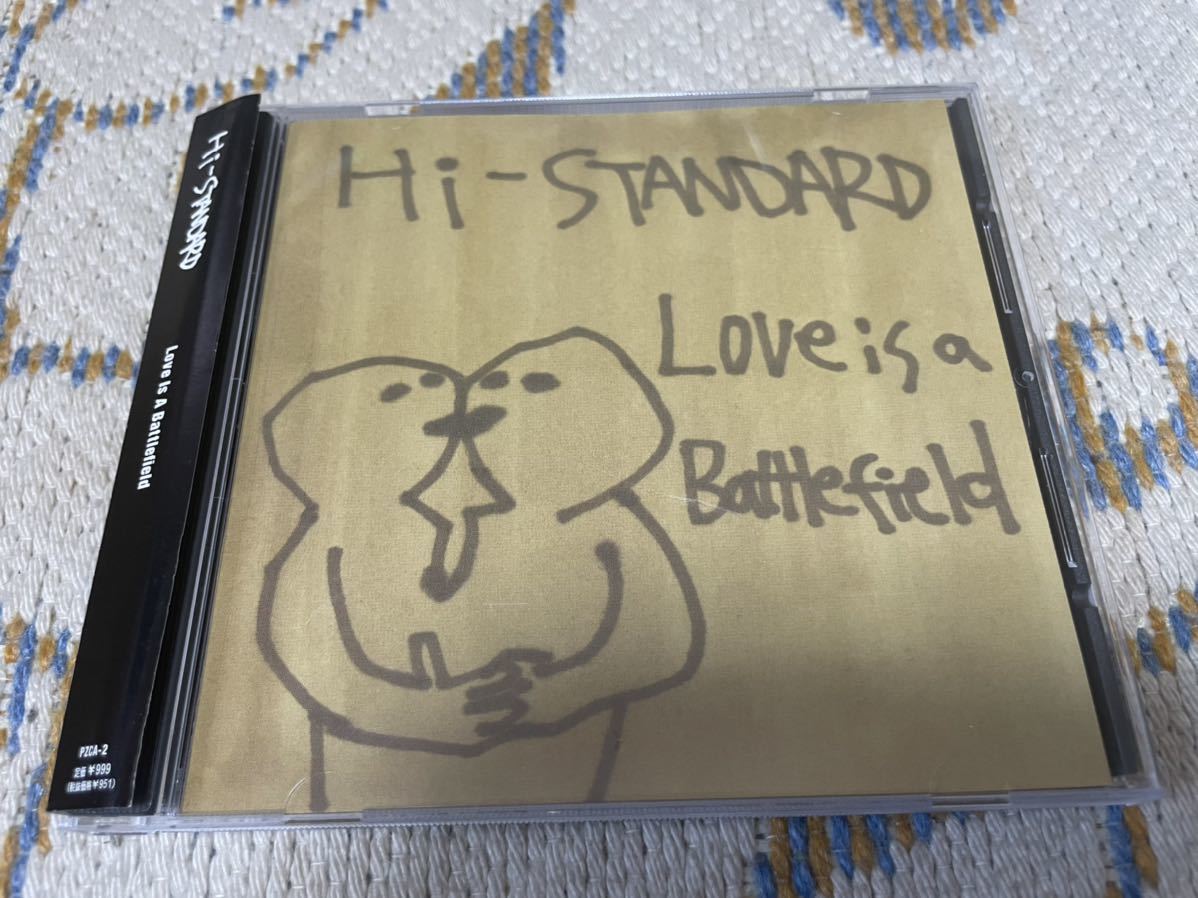 Hi-STANDARD
Love Is A Battlefield
PZCA-2
定価 ¥999
(税抜価格¥951)
Hi-STANDARD
Love is a
Battlefield